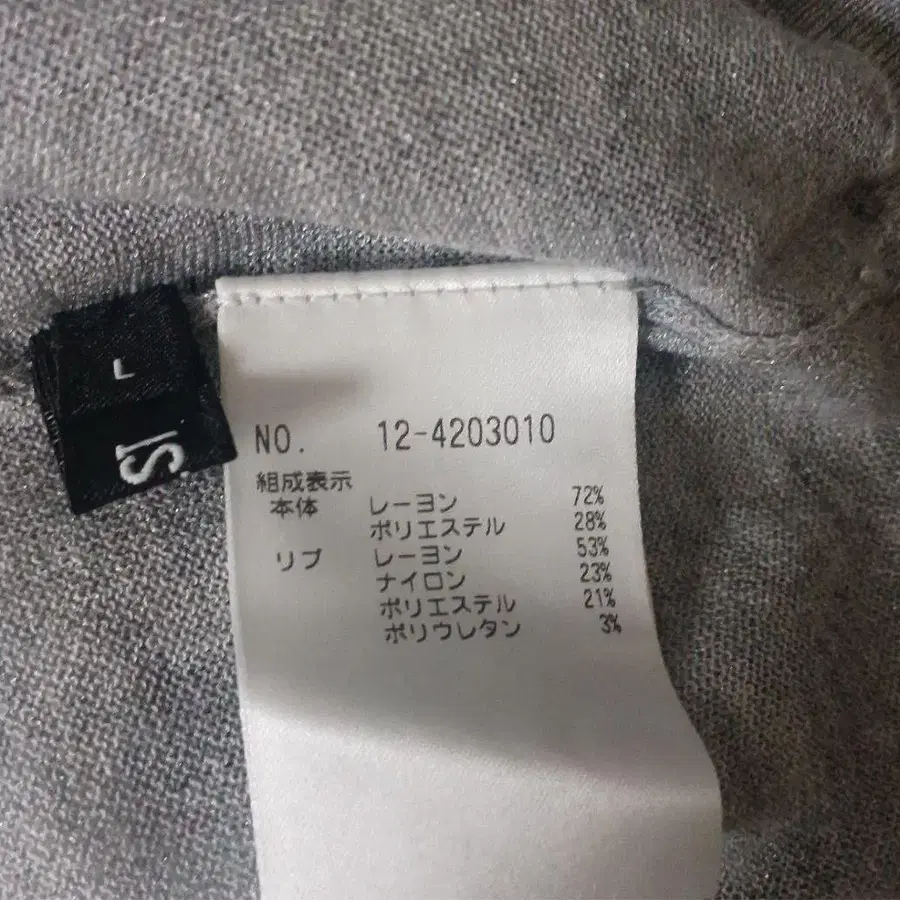 L
NO. 12-4203010
組成表示
本体 レーヨン 72%
ポリエステル 28%
リブ レーヨン 53%
ナイロン 23%
ポリエステル 21%
ポリウレタン 3%